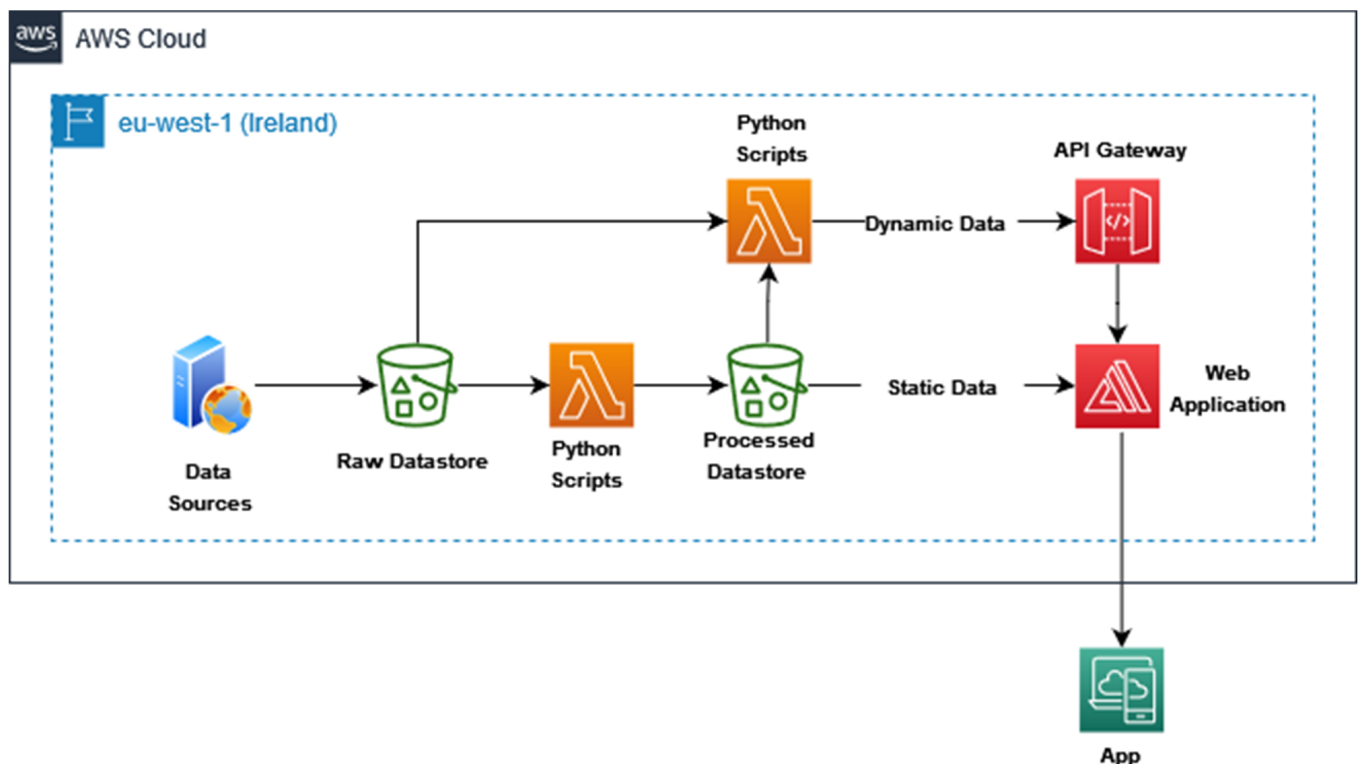 aws
AWS Cloud
eu-west-1 (Ireland)
Python
Scripts
API Gateway
</>
Dynamic Data
Static Data
Web
Application
Data
Sources
Raw Datastore
Python
Scripts
Processed
Datastore
App